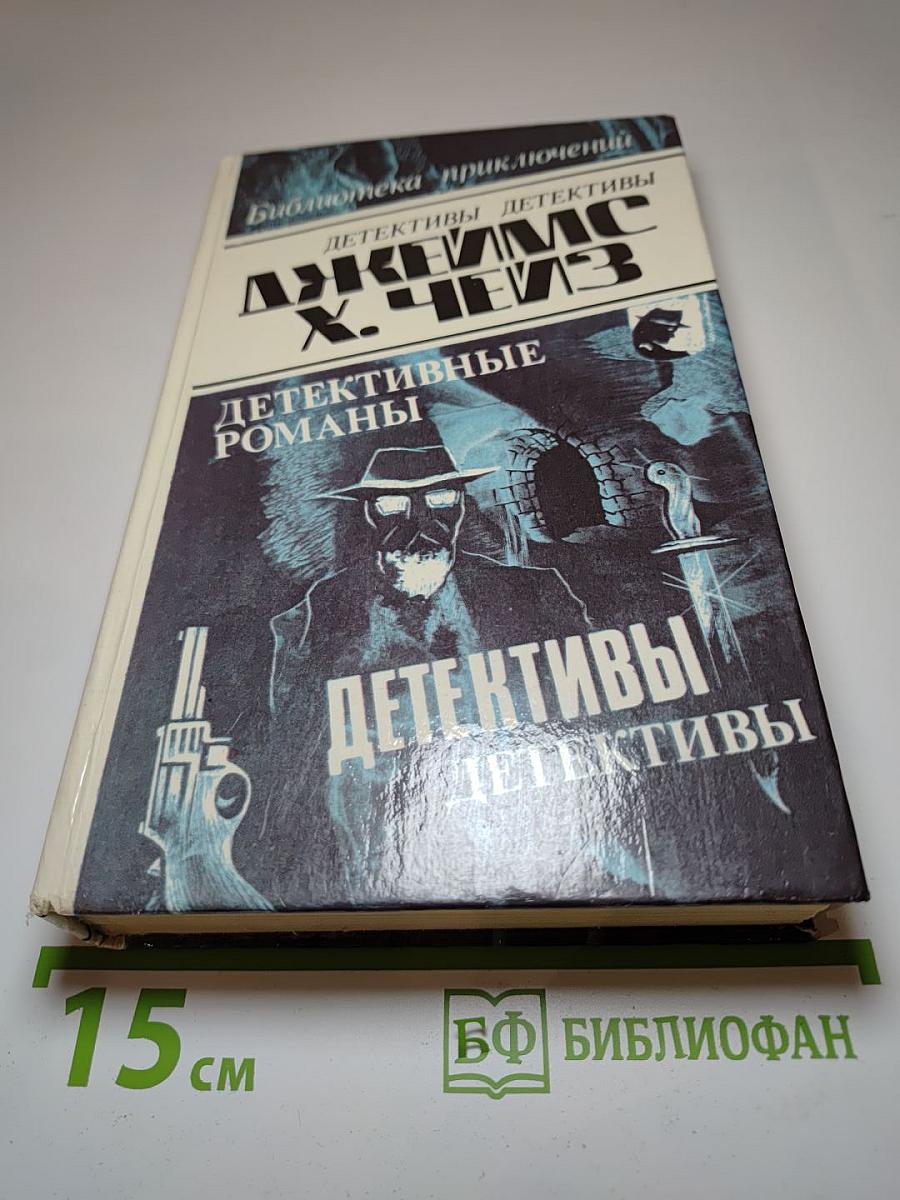 Библиотека приключений
ДЕТЕКТИВЫ ДЕТЕКТИВЫ
ДЖЕЙМС
Х. ЧЕЙЗ
ДЕТЕКТИВНЫЕ
РОМАНЫ
ДЕТЕКТИВЫ
ДЕТЕКТИВЫ
15 см
БФ БИБЛИОФАН